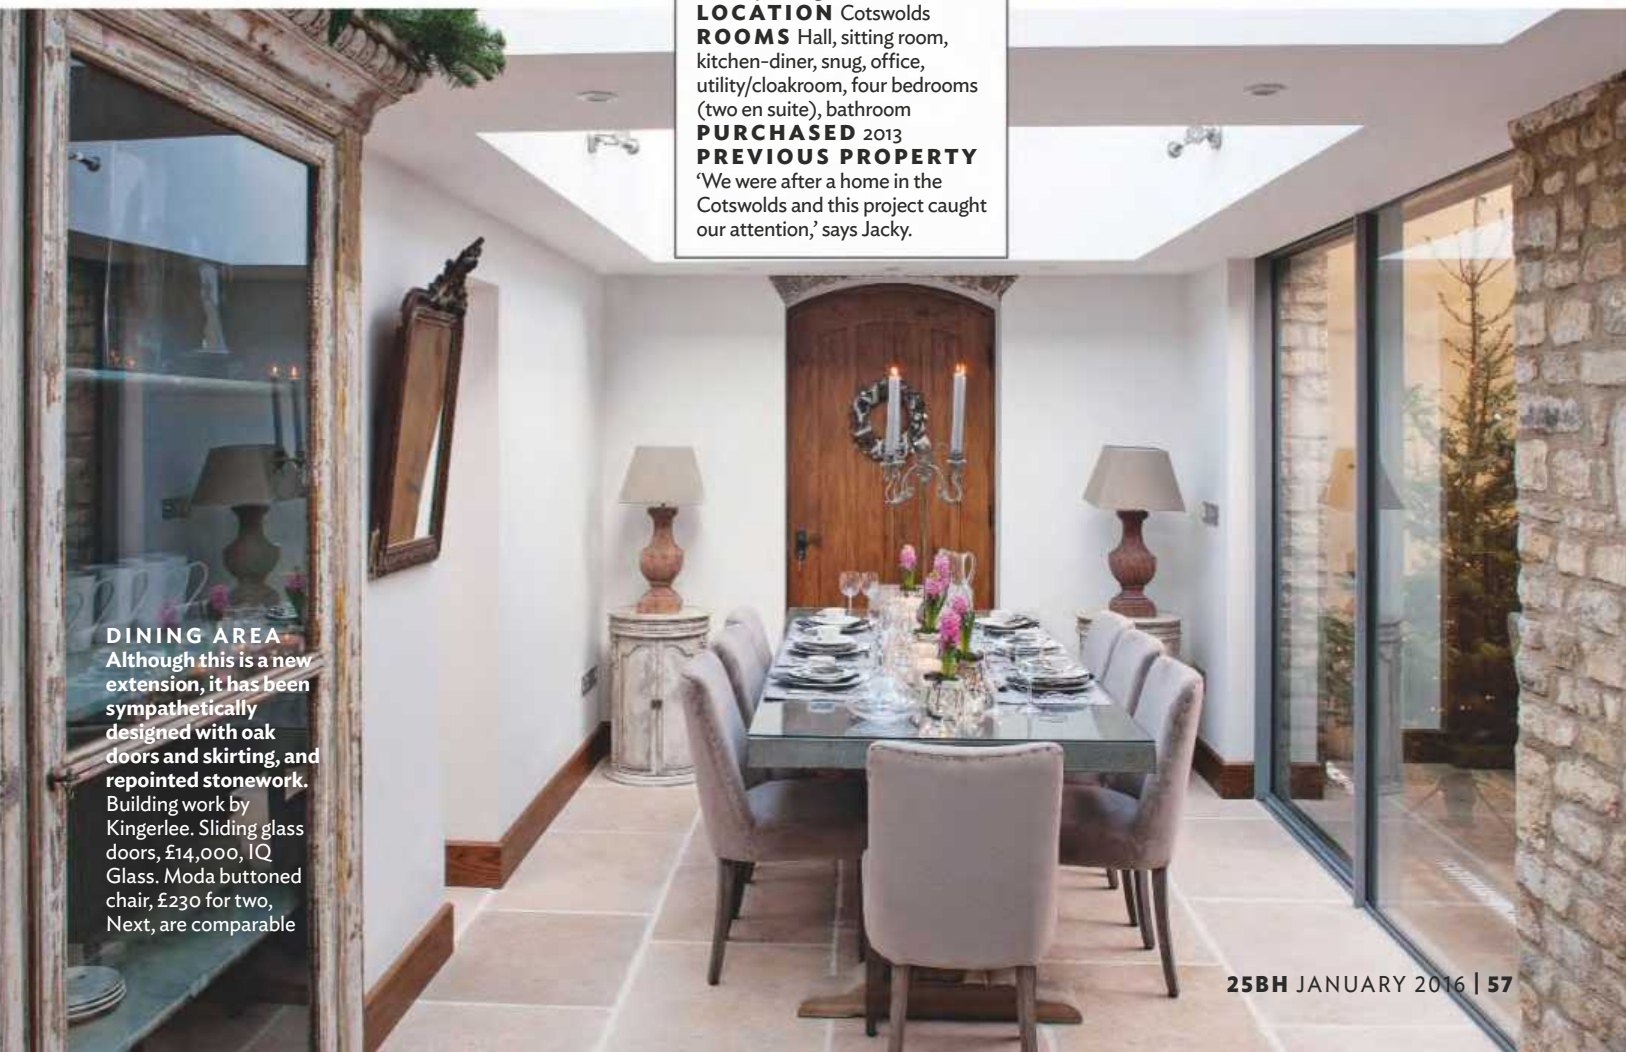 LOCATION Cotswolds
ROOMS Hall, sitting room,
kitchen-diner, snug, office,
utility/cloakroom, four bedrooms
(two en suite), bathroom
PURCHASED 2013
PREVIOUS PROPERTY
‘We were after a home in the
Cotswolds and this project caught
our attention,’ says Jacky.
DINING AREA
Although this is a new
extension, it has been
sympathetically
designed with oak
doors and skirting, and
repointed stonework.
Building work by
Kingerlee. Sliding glass
doors, £14,000, IQ
Glass. Moda buttoned
chair, £230 for two,
Next, are comparable
25BH JANUARY 2016 | 57